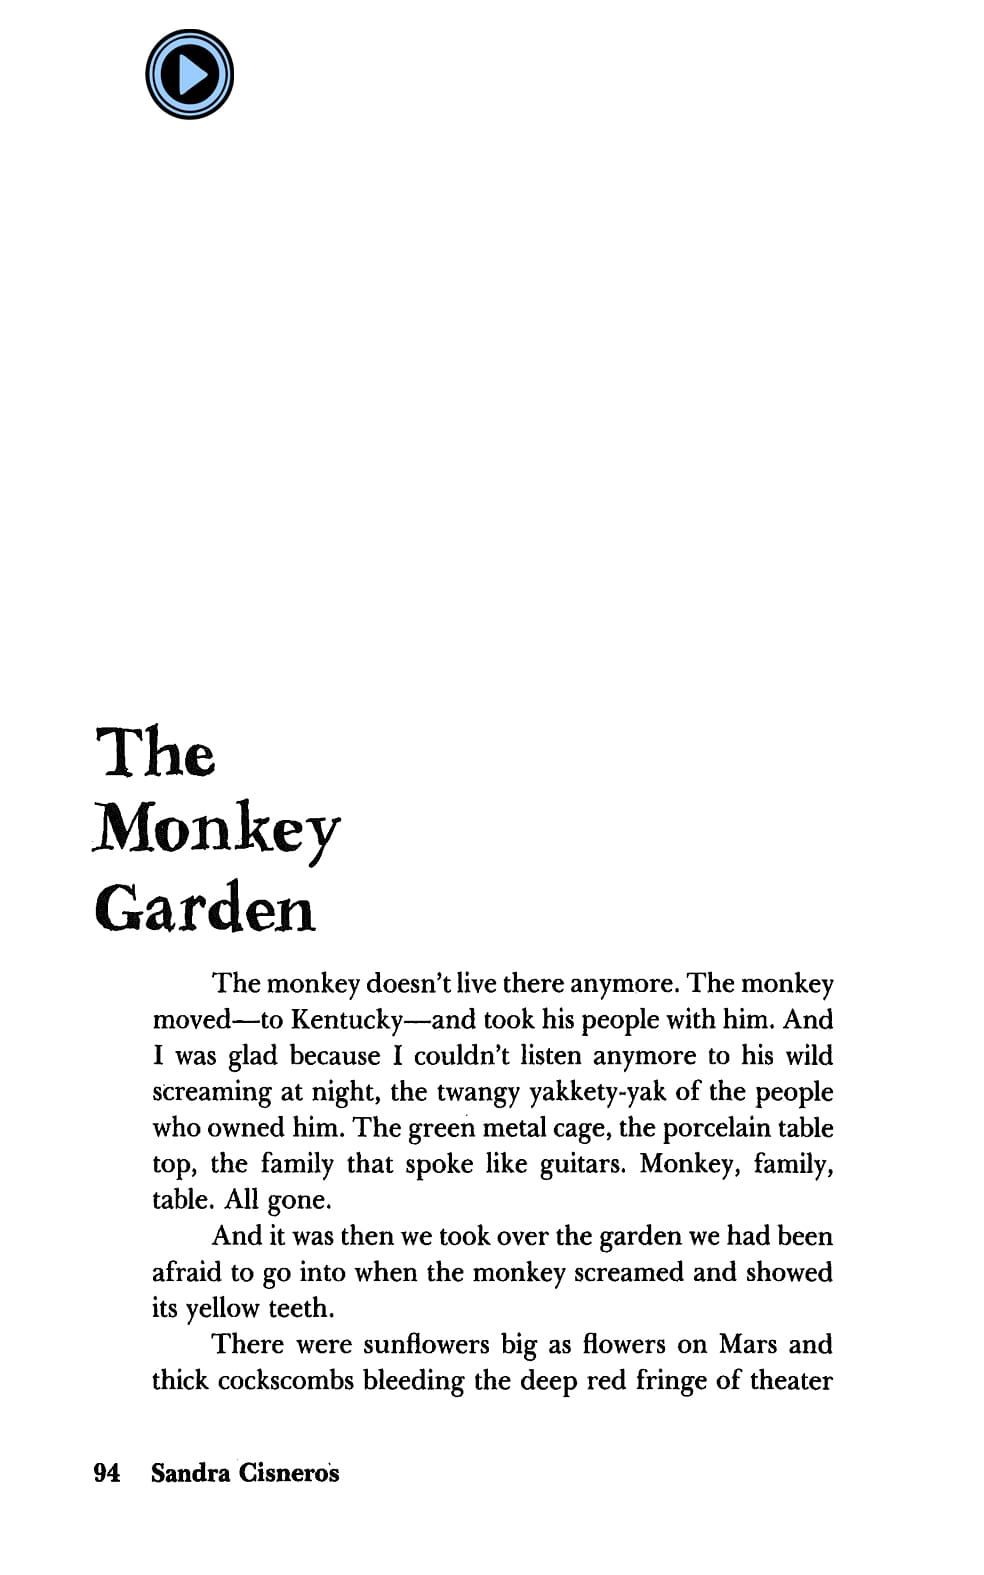 The
Monkey
Garden
The monkey doesn't live there anymore. The monkey
moved—to Kentucky—and took his people with him. And
I was glad because I couldn't listen anymore to his wild
screaming at night, the twangy yakkety-yak of the people
who owned him. The green metal cage, the porcelain table
top, the family that spoke like guitars. Monkey, family,
table. All gone.
And it was then we took over the garden we had been
afraid to go into when the monkey screamed and showed
its yellow teeth.
There were sunflowers big as flowers on Mars and
thick cockscombs bleeding the deep red fringe of theater
94 Sandra Cisneros